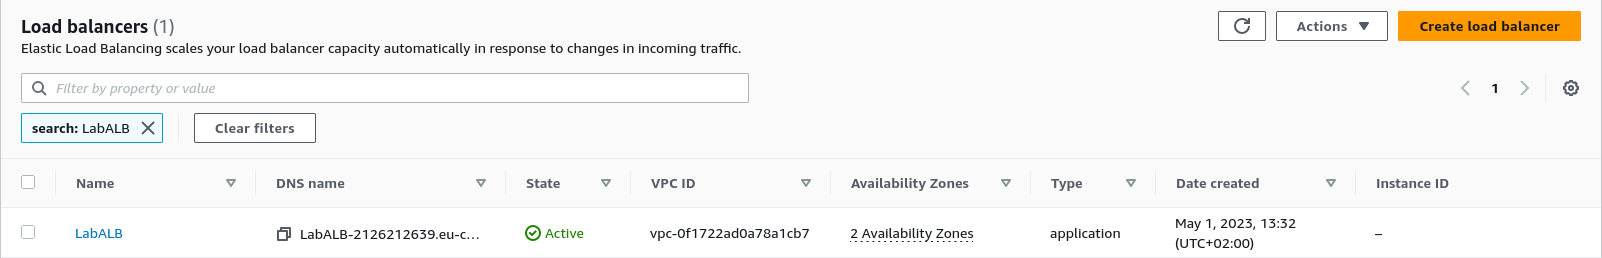 Load balancers (1)
Actions
Create load balancer
Elastic Load Balancing scales your load balancer capacity automatically in response to changes in incoming traffic.
Filter by property or value
1
search: LabALB
Clear filters
Name
DNS name
State
VPC ID
Availability Zones
Type
Date created
Instance ID
LabALB
LabALB-2126212639.eu-c...
Active
vpc-0f1722ad0a78a1cb7
2 Availability Zones
application
May 1, 2023, 13:32
(UTC+02:00)
–